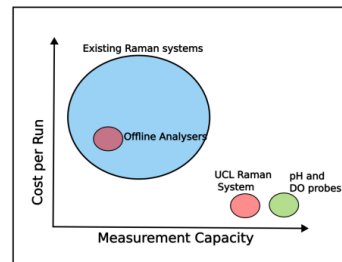 Existing Raman systems
Offline Analysers
UCL Raman
System
pH and
DO probes
Cost per Run
Measurement Capacity